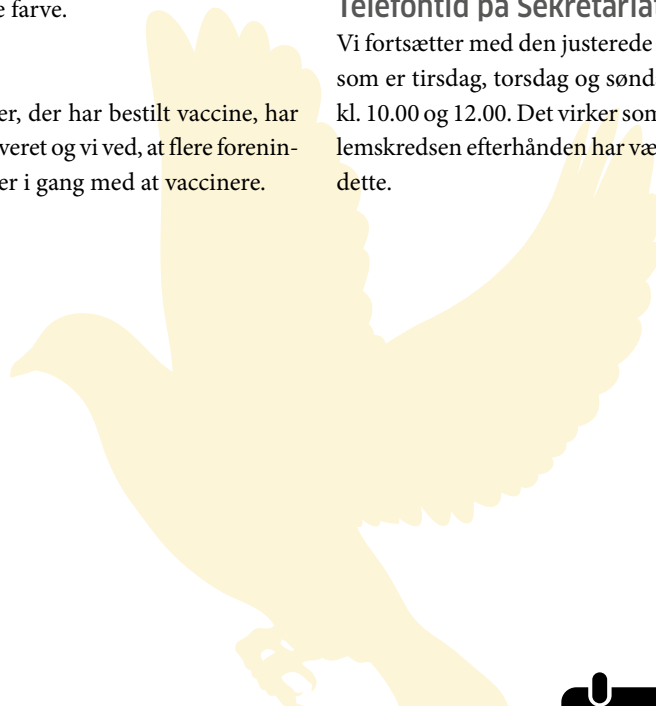 e farve.
er, der har bestilt vaccine, har
veret og vi ved, at flere forenin-
er i gang med at vaccinere.
Telefontid på Sekretariat
Vi fortsætter med den justerede
som er tirsdag, torsdag og sønda
kl. 10.00 og 12.00. Det virker som
lemskredsen efterhånden har væ
dette.